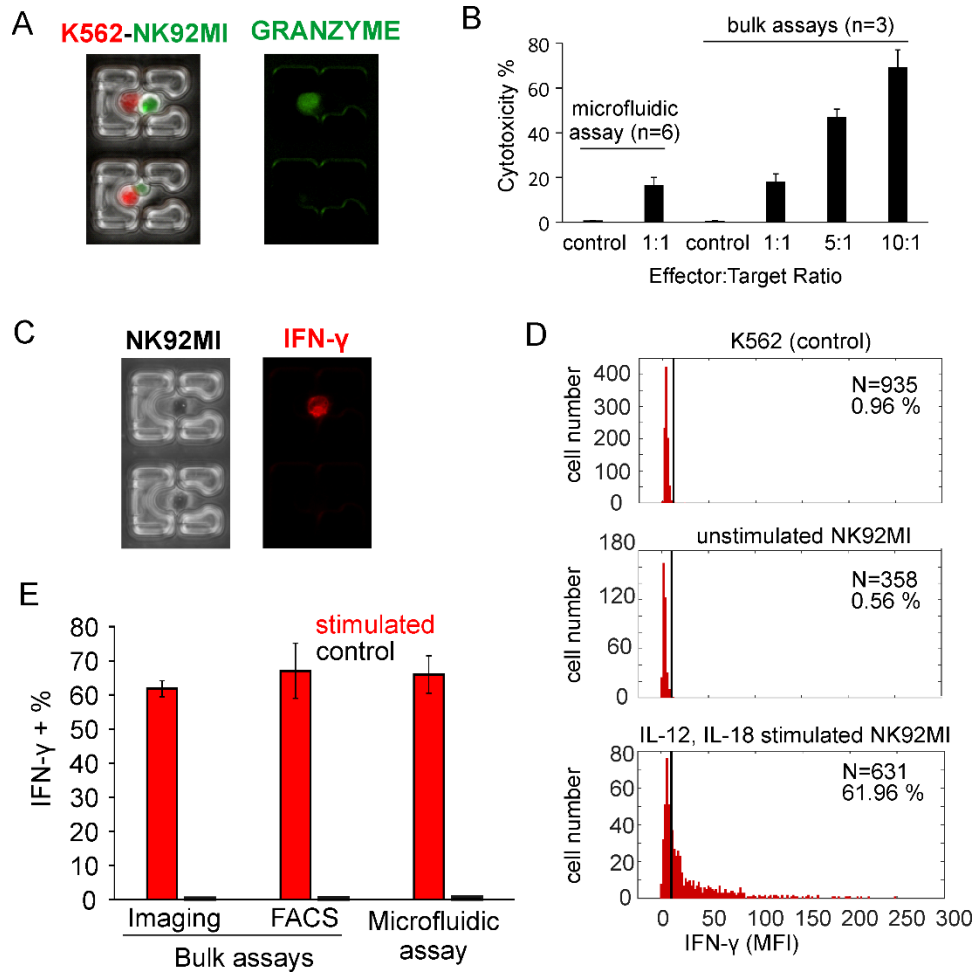 A
K562-NK92MI
GRANZYME
B
bulk assays (n=3)
microfluidic
assay (n=6)
Cytotoxicity %
80
60
40
20
0
control
1:1
control
1:1
5:1
10:1
Effector:Target Ratio
C
NK92MI
IFN-γ
D
K562 (control)
cell number
400
300
200
100
0
N=935
0.96 %
unstimulated NK92MI
cell number
180
120
60
0
N=358
0.56 %
IL-12, IL-18 stimulated NK92MI
cell number
80
60
40
20
0
N=631
61.96 %
0
50
100
150
200
250
300
IFN-γ (MFI)
E
stimulated
control
IFN-γ + %
80
70
60
50
40
30
20
10
0
Imaging
FACS
Microfluidic
assay
Bulk assays